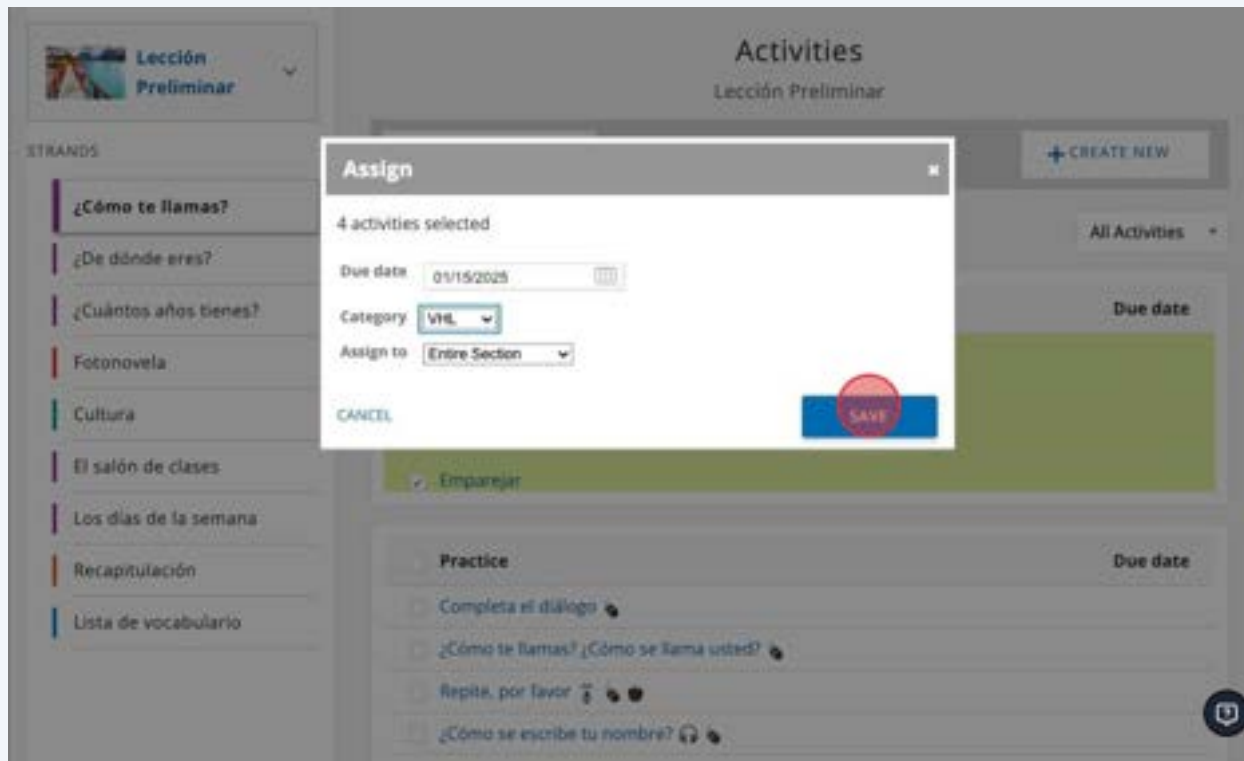 Lección
Preliminar
Activities
Lección Preliminar
STRANDS
+ CREATE NEW
¿Cómo te llamas?
¿De dónde eres?
¿Cuántos años tienes?
Fotonovela
Cultura
El salón de clases
Los días de la semana
Recapitulación
Lista de vocabulario
All Activities
Due date
Assign
4 activities selected
Due date 01/15/2025
Category VHL
Assign to Entire Section
CANCEL
SAVE
Emparejar
Practice Due date
Completa el diálogo
¿Cómo te llamas? ¿Cómo se llama usted?
Repite, por favor
¿Cómo se escribe tu nombre?